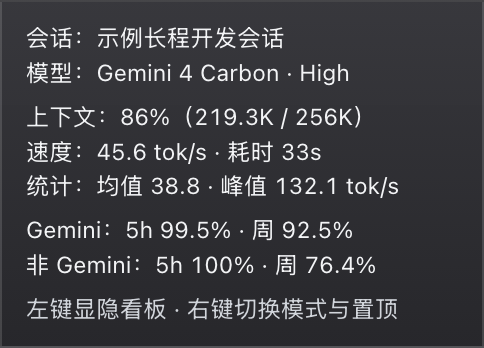 会话：示例长程开发会话
模型：Gemini 4 Carbon · High
上下文：86%（219.3K / 256K）
速度：45.6 tok/s · 耗时 33s
统计：均值 38.8 · 峰值 132.1 tok/s
Gemini：5h 99.5% · 周 92.5%
非 Gemini：5h 100% · 周 76.4%
左键显隐看板 · 右键切换模式与置顶